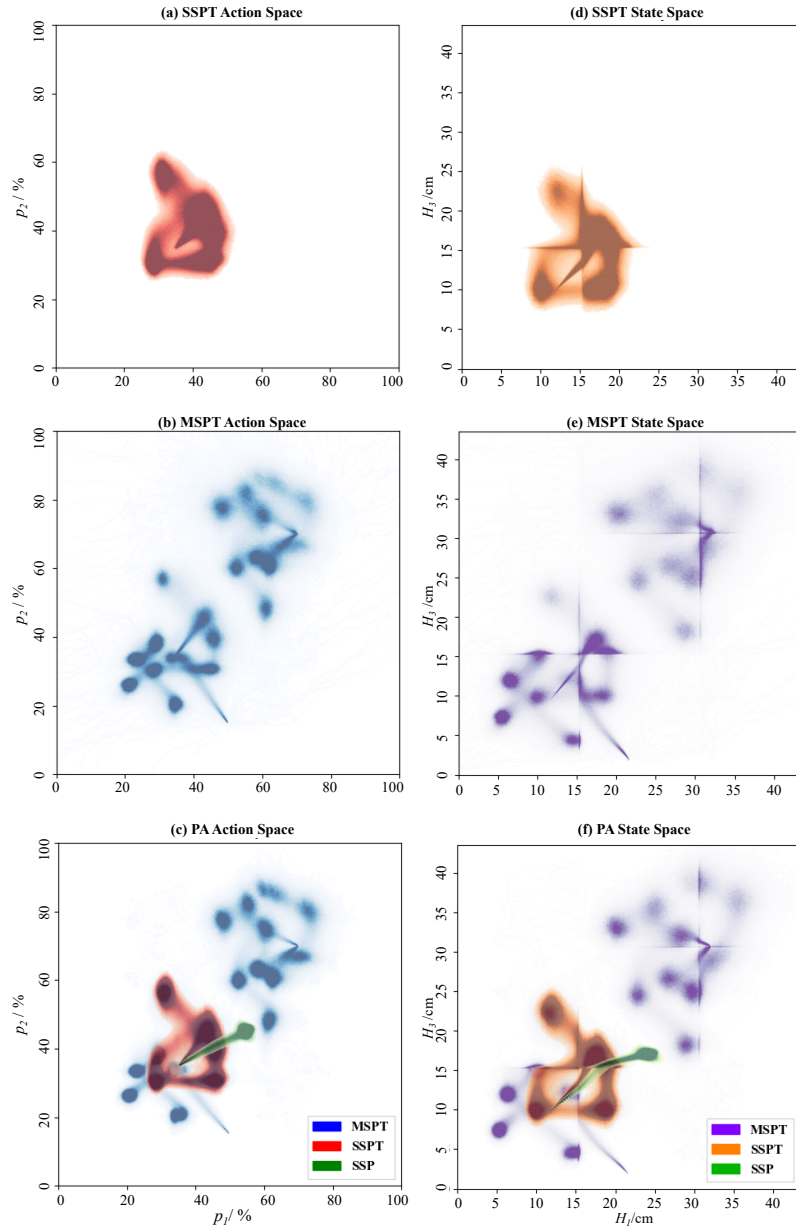 (a) SSPT Action Space
100
80
60
40
20
0
p2 / %
0 20 40 60 80 100
(d) SSPT State Space
40
35
30
25
20
15
10
5
0
H3 /cm
0 5 10 15 20 25 30 35 40
(b) MSPT Action Space
100
80
60
40
20
0
p2 / %
0 20 40 60 80 100
(e) MSPT State Space
40
35
30
25
20
15
10
5
0
H3 /cm
0 5 10 15 20 25 30 35 40
(c) PA Action Space
100
80
60
40
20
0
p2 / %
MSPT
SSPT
SSP
0 20 40 60 80 100
p1/ %
(f) PA State Space
40
35
30
25
20
15
10
5
0
H3 /cm
MSPT
SSPT
SSP
0 5 10 15 20 25 30 35 40
H1/cm